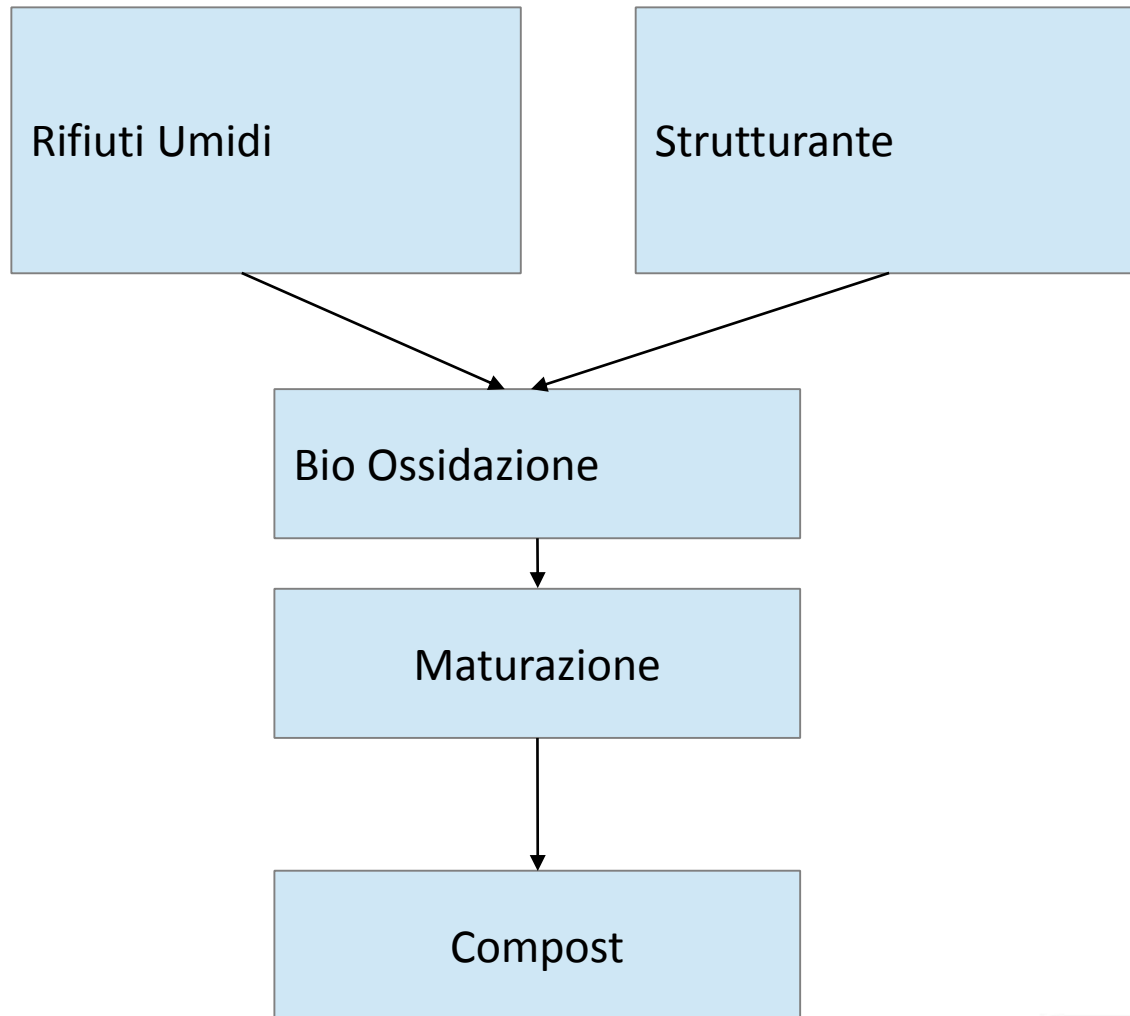 Rifiuti Umidi
Strutturante
Bio Ossidazione
Maturazione
Compost